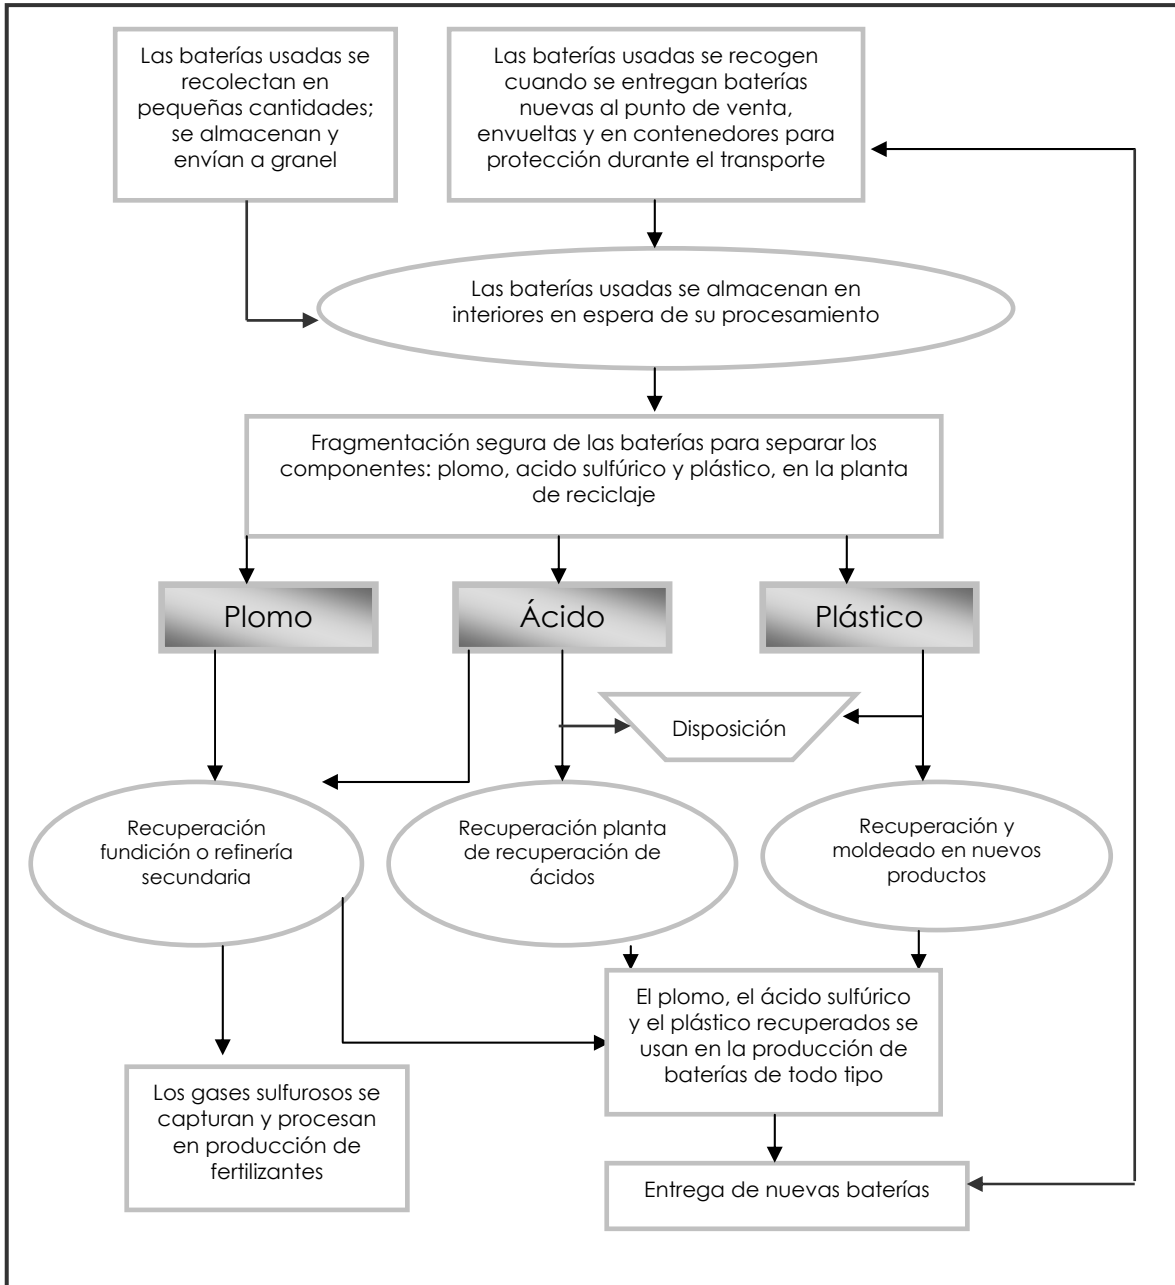 Las baterías usadas se
recolectan en
pequeñas cantidades;
se almacenan y
envían a granel
Las baterías usadas se recogen
cuando se entregan baterías
nuevas al punto de venta,
envueltas y en contenedores para
protección durante el transporte
Las baterías usadas se almacenan en
interiores en espera de su procesamiento
Fragmentación segura de las baterías para separar los
componentes: plomo, acido sulfúrico y plástico, en la planta
de reciclaje
Plomo
Ácido
Plástico
Disposición
Recuperación
fundición o refinería
secundaria
Recuperación planta
de recuperación de
ácidos
Recuperación y
moldeado en nuevos
productos
El plomo, el ácido sulfúrico
y el plástico recuperados se
usan en la producción de
baterías de todo tipo
Los gases sulfurosos se
capturan y procesan
en producción de
fertilizantes
Entrega de nuevas baterías